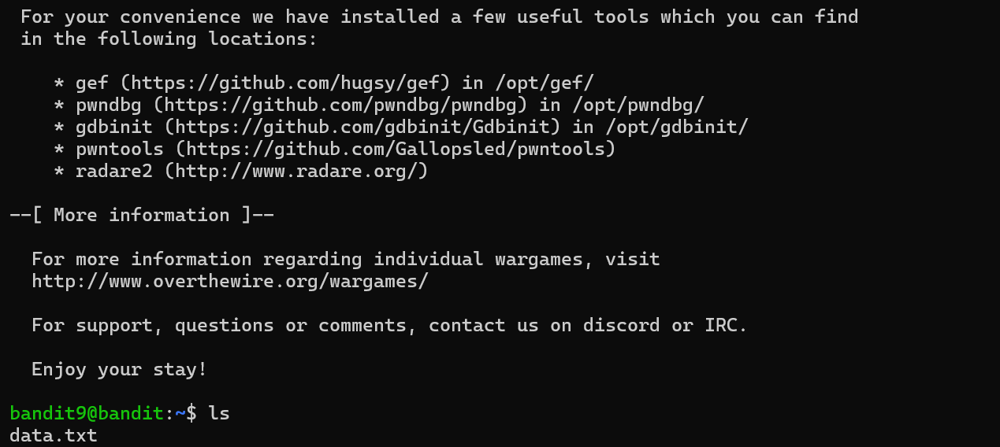 For your convenience we have installed a few useful tools which you can find
in the following locations:
* gef (https://github.com/hugsy/gef) in /opt/gef/
* pwndbg (https://github.com/pwndbg/pwndbg) in /opt/pwndbg/
* gdbinit (https://github.com/gdbinit/Gdbinit) in /opt/gdbinit/
* pwntools (https://github.com/Gallopsled/pwntools)
* radare2 (http://www.radare.org/)
--[ More information ]--
For more information regarding individual wargames, visit
http://www.overthewire.org/wargames/
For support, questions or comments, contact us on discord or IRC.
Enjoy your stay!
bandit9@bandit:~$ ls
data.txt